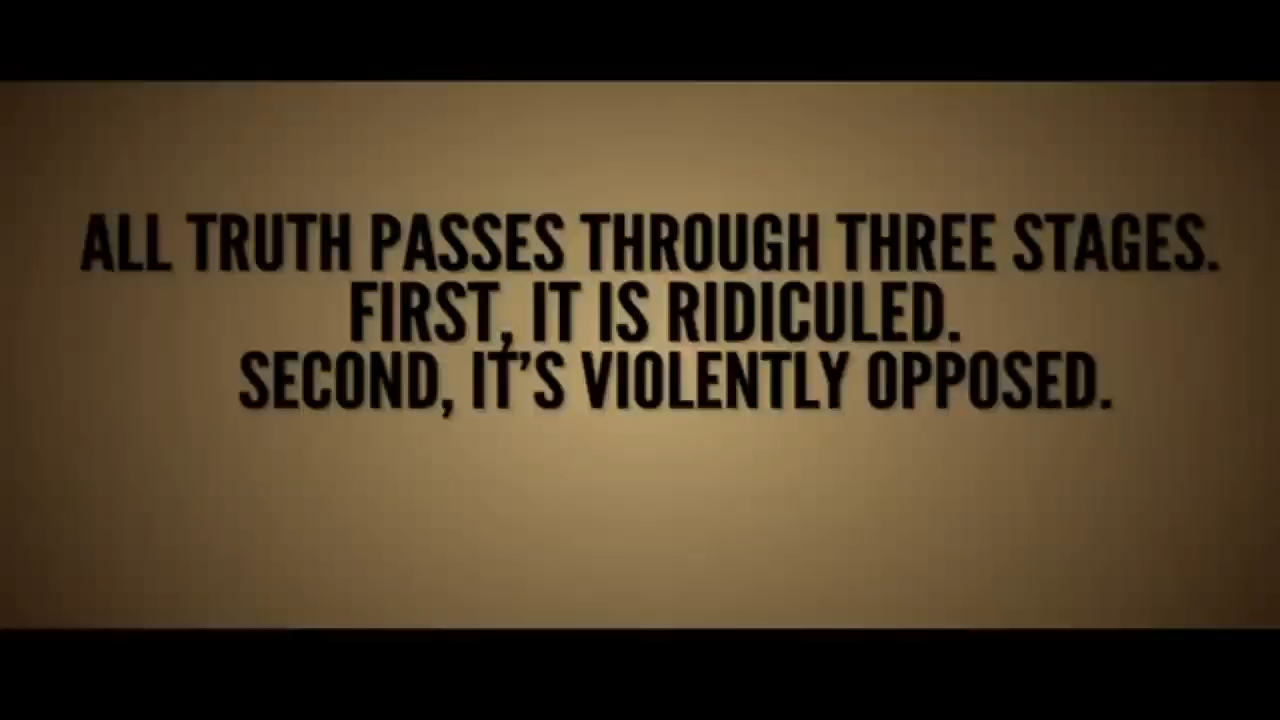 ALL TRUTH PASSES THROUGH THREE STAGES.
FIRST, IT IS RIDICULED.
SECOND, IT’S VIOLENTLY OPPOSED.